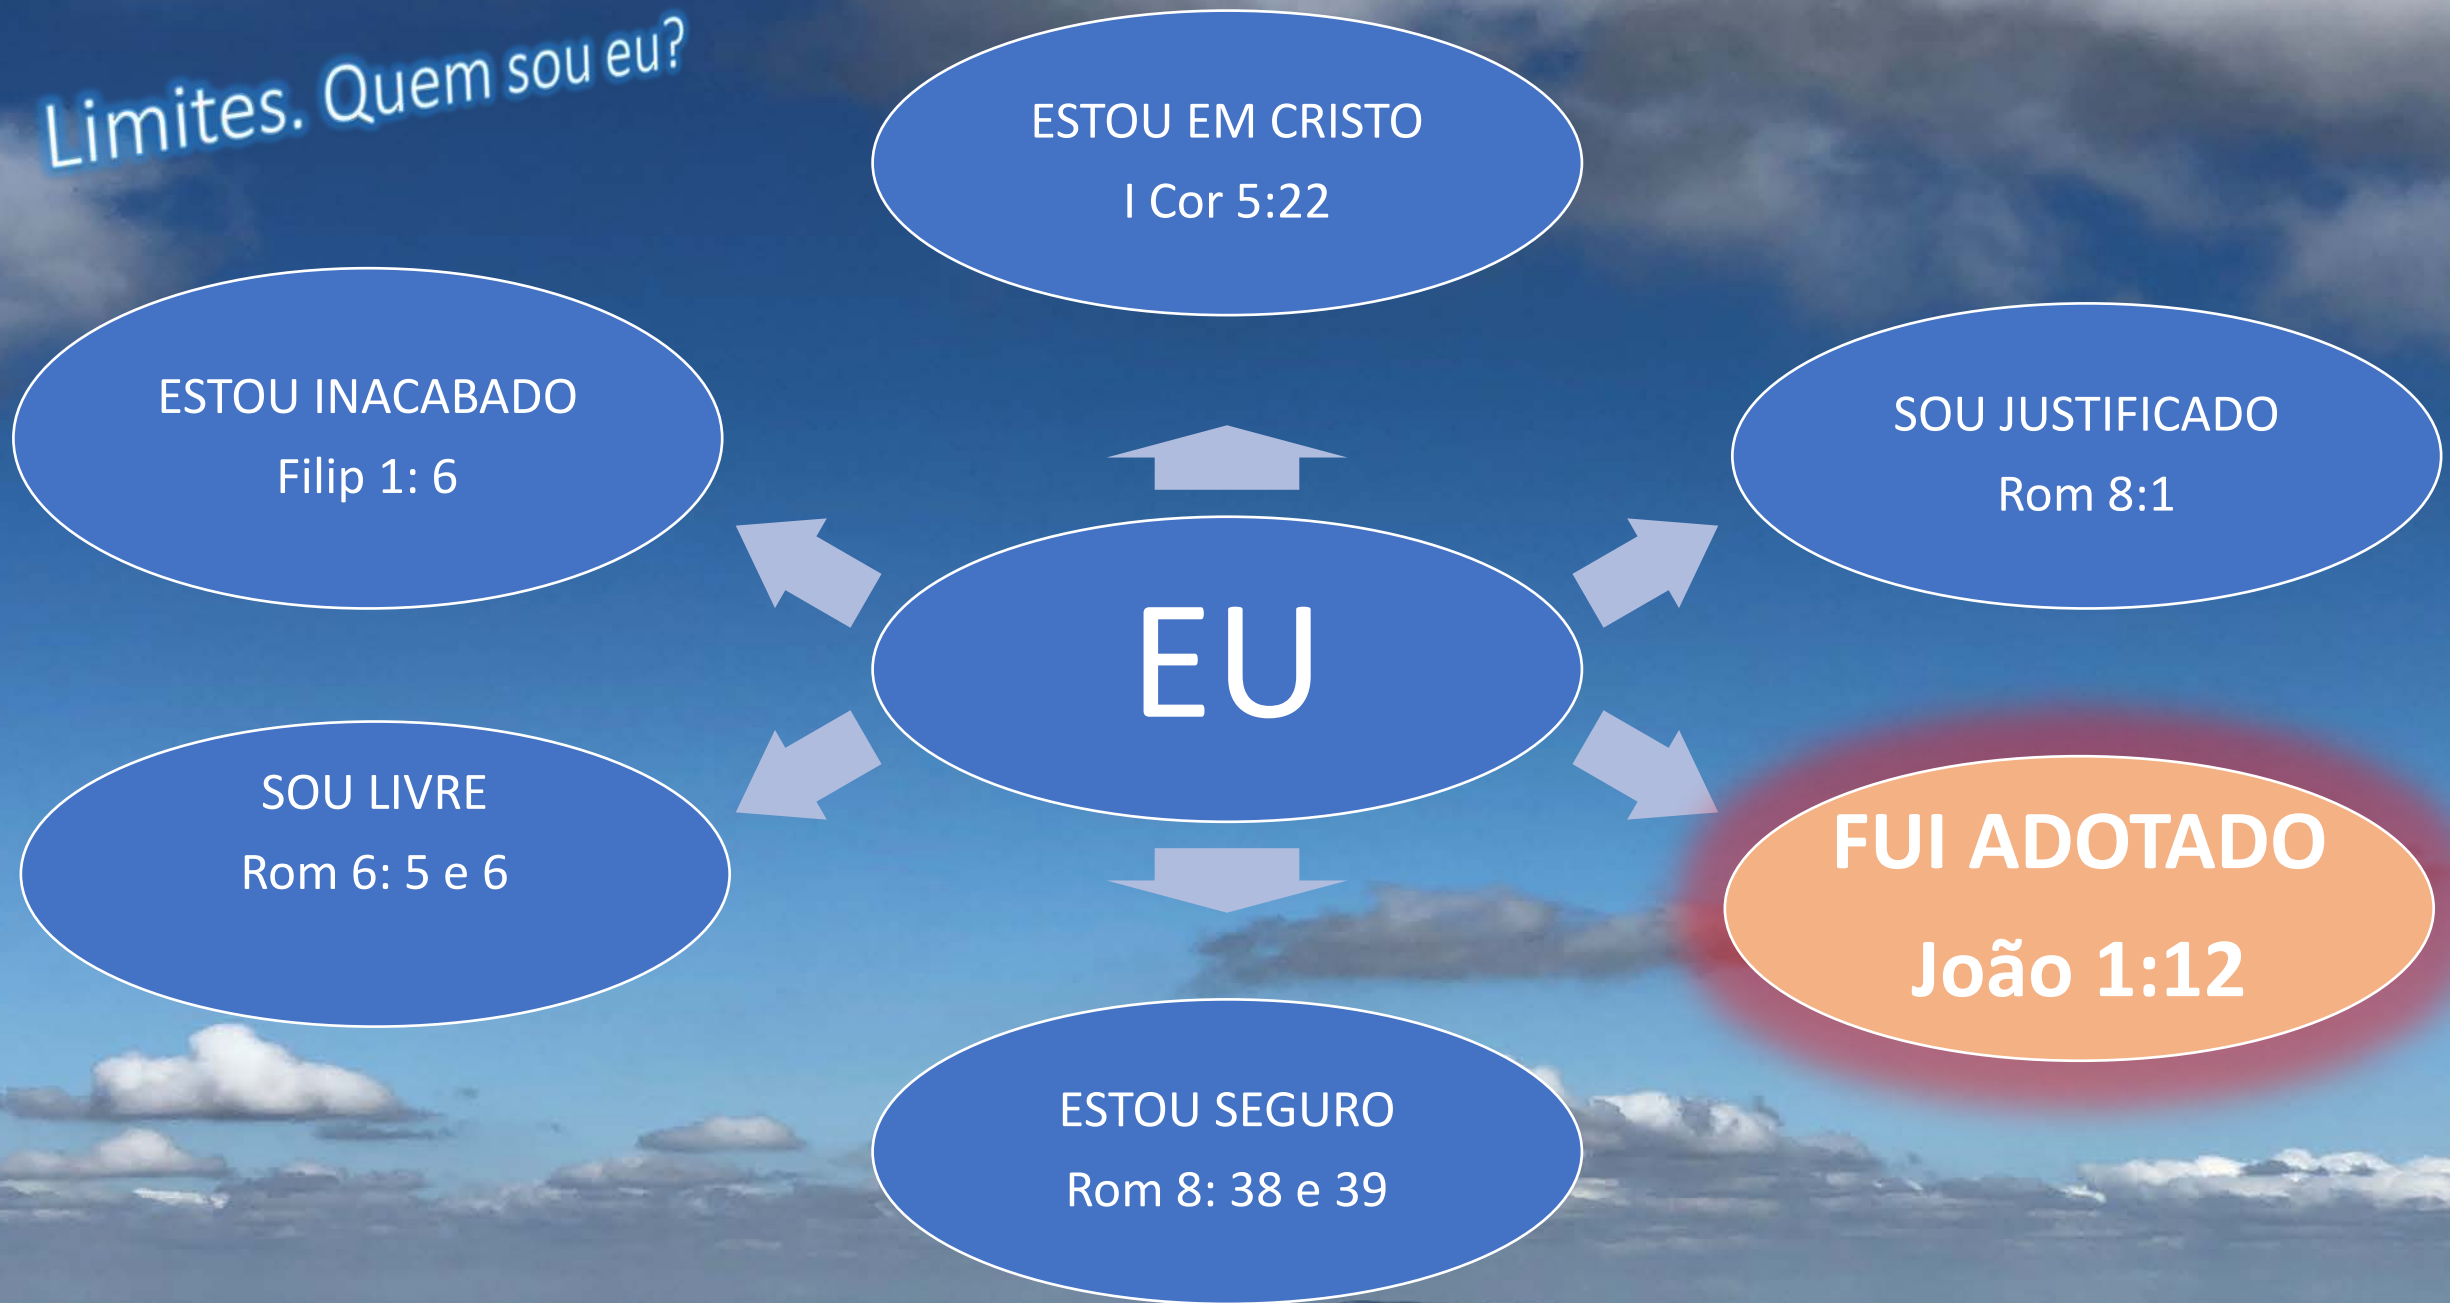 Limites. Quem sou eu?
ESTOU EM CRISTO
I Cor 5:22
SOU JUSTIFICADO
Rom 8:1
FUI ADOTADO
João 1:12
ESTOU SEGURO
Rom 8: 38 e 39
SOU LIVRE
Rom 6: 5 e 6
ESTOU INACABADO
Filip 1: 6
EU